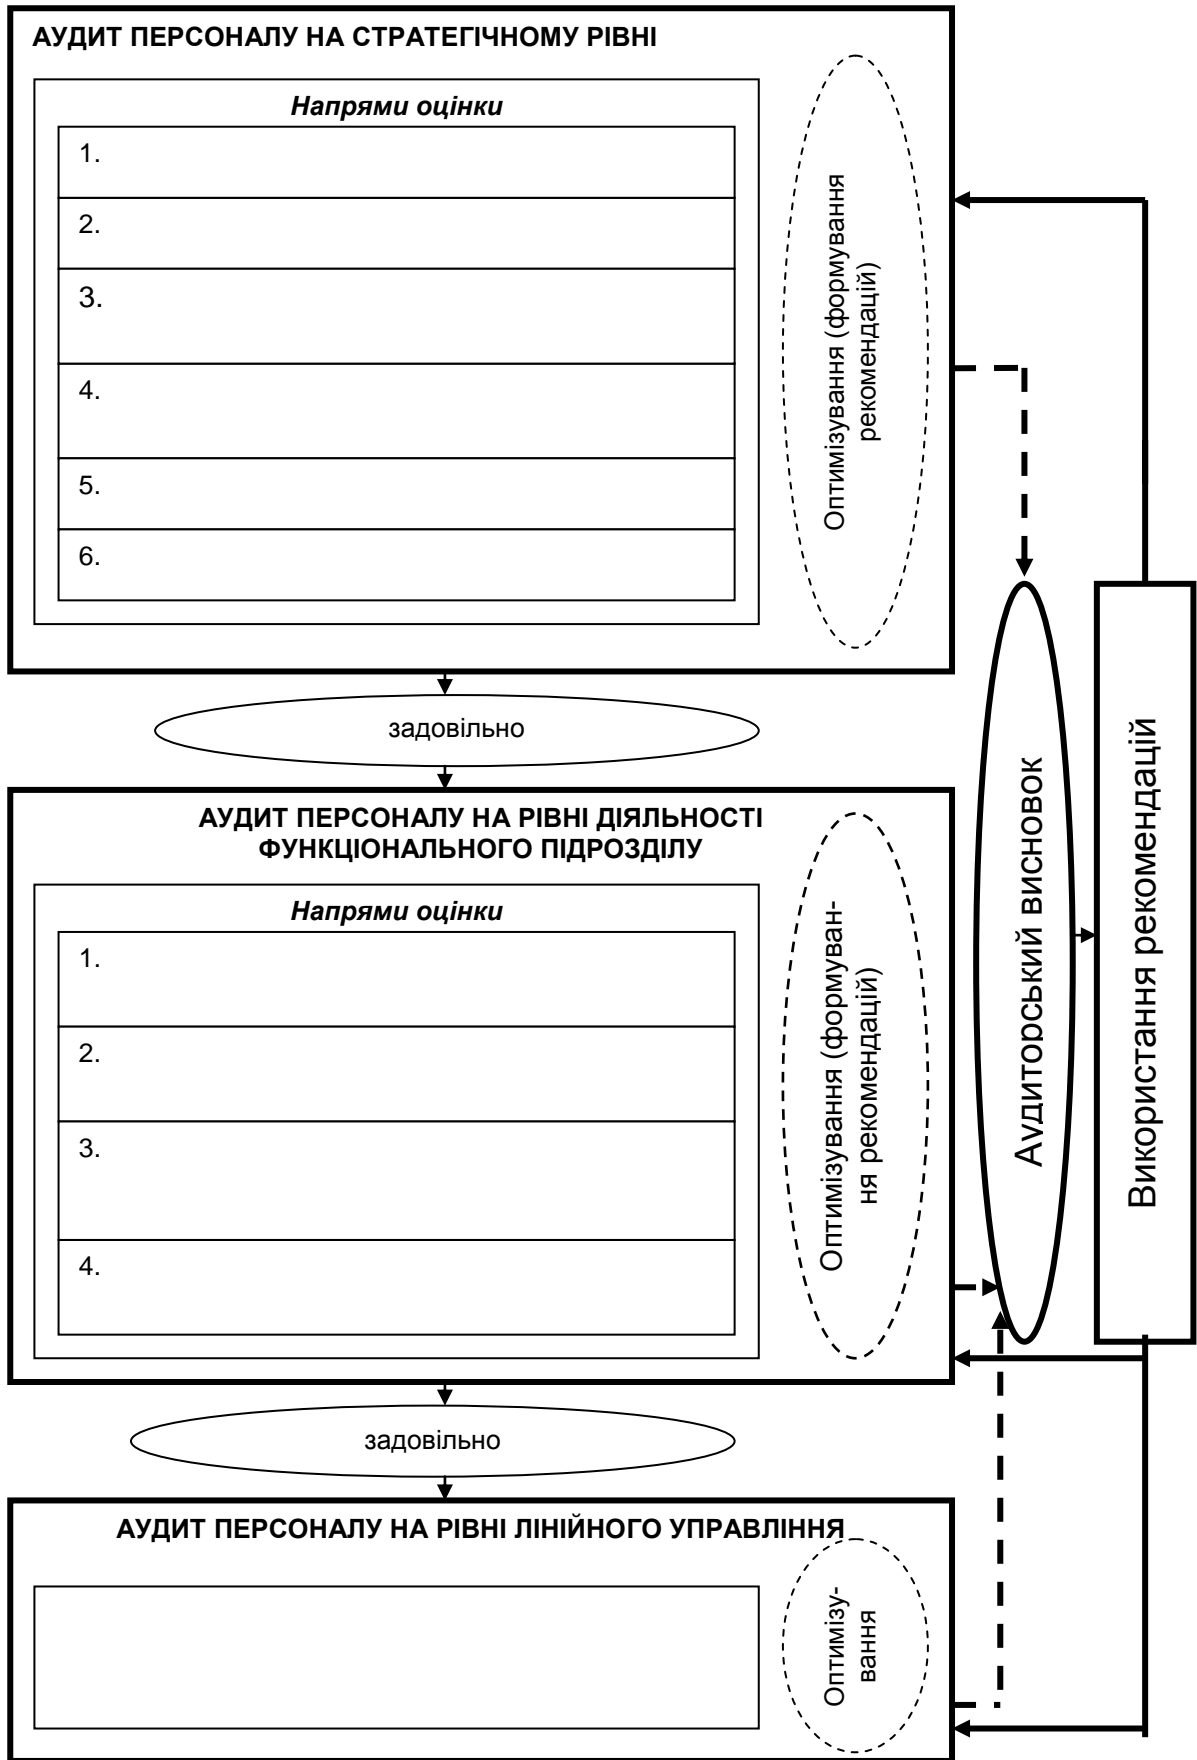 АУДИТ ПЕРСОНАЛУ НА СТРАТЕГІЧНОМУ РІВНІ
Напрями оцінки
1.
2.
3.
4.
5.
6.
Оптимізування (формування
рекомендацій)
задовільно
АУДИТ ПЕРСОНАЛУ НА РІВНІ ДІЯЛЬНОСТІ
ФУНКЦІОНАЛЬНОГО ПІДРОЗДІЛУ
Напрями оцінки
1.
2.
3.
4.
Оптимізування (формуван-
ня рекомендацій)
Аудиторський висновок
Використання рекомендацій
задовільно
АУДИТ ПЕРСОНАЛУ НА РІВНІ ЛІНІЙНОГО УПРАВЛІННЯ
Оптимізу-
вання